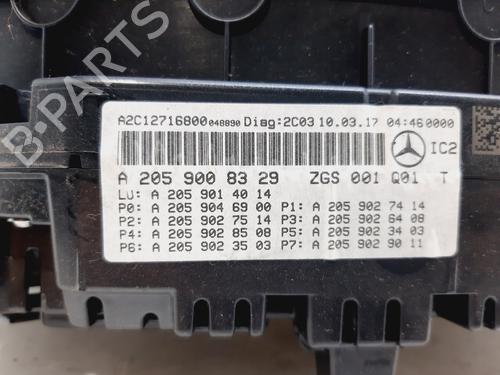 B-PARTS
A2C12716800048890 Diag:2C03 10.03.17 04:46 0000
IC2
A 205 900 83 29 ZGS 001 Q01 T
LU: A 205 901 40 14
P0: A 205 904 69 00 P1: A 205 902 74 14
P2: A 205 902 75 14 P3: A 205 902 64 08
P4: A 205 902 85 08 P5: A 205 902 34 03
P6: A 205 902 35 03 P7: A 205 902 90 11